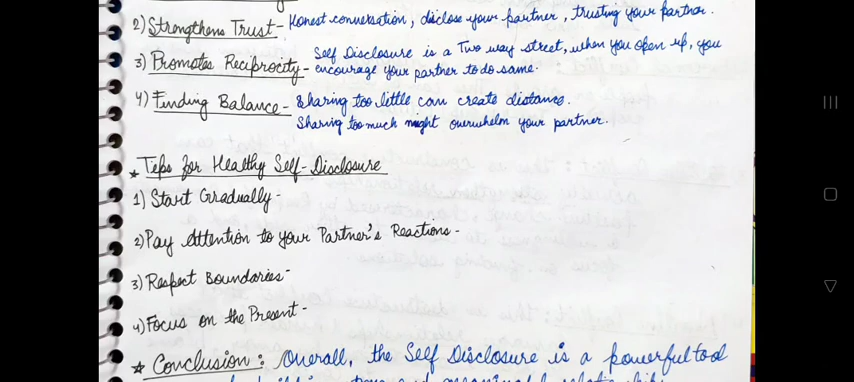 2) Strengthens Trust - Honest conversation, disclose your partner, trusting your partner.
3) Promotes Reciprocity - Self Disclosure is a Two way street, when you open up, you
encourage your partner to do same.
4) Finding Balance - Sharing too little can create distance.
Sharing too much might overwhelm your partner.
★ Tips for Healthy Self-Disclosure
1) Start Gradually -
2) Pay Attention to your Partner's Reactions -
3) Respect Boundaries -
4) Focus on the Present -
★ Conclusion : Overall, the Self Disclosure is a powerful tool